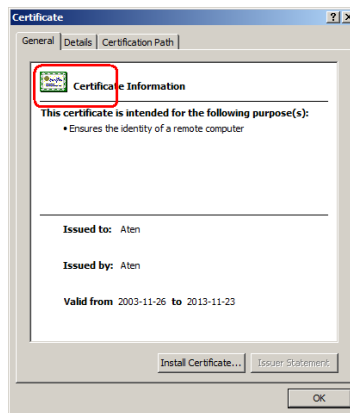 Certificate
General Details Certification Path
Certificate Information
This certificate is intended for the following purpose(s):
• Ensures the identity of a remote computer
Issued to: Aten
Issued by: Aten
Valid from 2003-11-26 to 2013-11-23
Install Certificate... Issuer Statement
OK